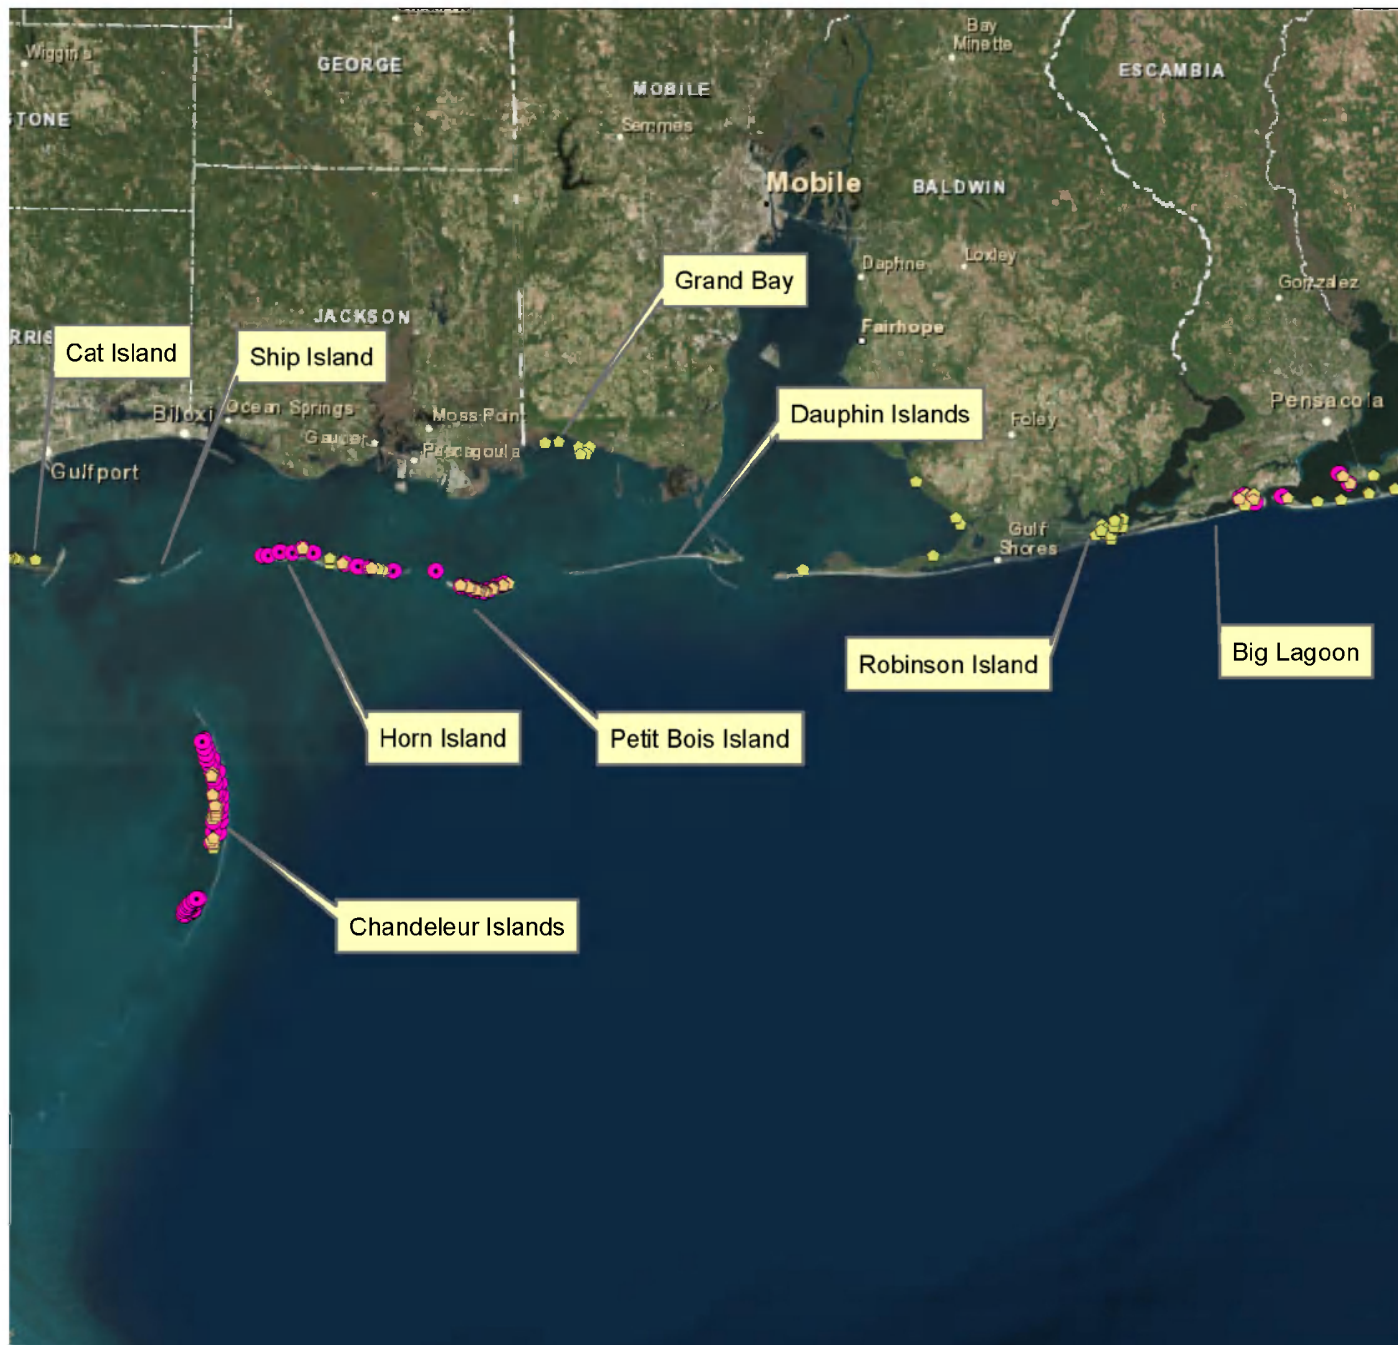 Wiggins
GEORGE
MOBILE
Bay
Minette
ESCAMBIA
TONE
Semmes
Mobile
BALDWIN
Daphne
Loxley
Grand Bay
Gonzalez
JACKSON
Fairhope
RRIS
Cat Island
Ship Island
Biloxi
Ocean Springs
Moss Point
Dauphin Islands
Foley
Pensacola
Gautier
Pascagoula
Gulfport
Gulf
Shores
Robinson Island
Big Lagoon
Horn Island
Petit Bois Island
Chandeleur Islands